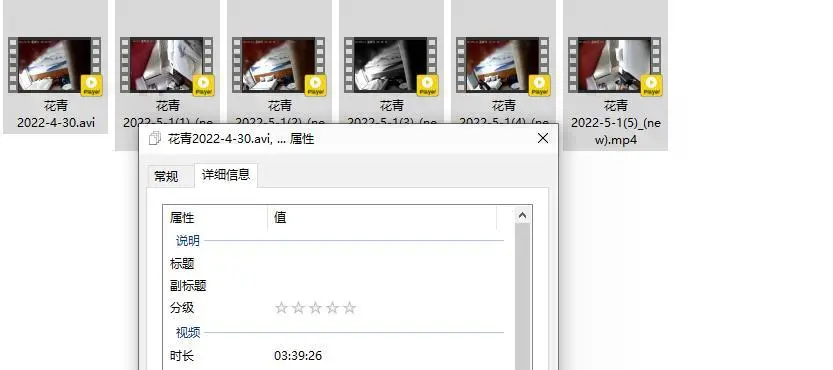 花青
2022-4-30.avi
花青
2022-5-1(1)_(ne
花青
2022-5-1(2)_(ne
花青
2022-5-1(3)_(ne
花青
2022-5-1(4)_(ne
花青
2022-5-1(5)_(ne
w).mp4
Player
Player
Player
Player
Player
Player
花青2022-4-30.avi, ... 属性
常规
详细信息
属性
值
说明
标题
副标题
分级
☆☆☆☆☆
视频
时长
03:39:26